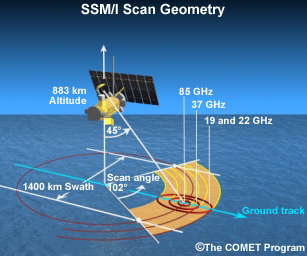 SSM/I Scan Geometry
883 km
Altitude
85 GHz
37 GHz
19 and 22 GHz
45°
Scan angle
102°
1400 km Swath
Ground track
©The COMET Program